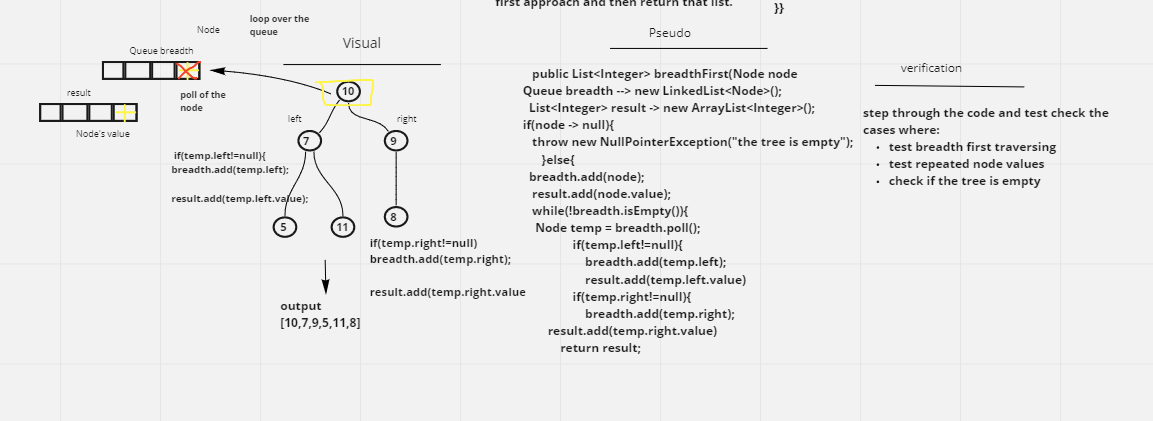 first approach and then return that list.
}}
loop over the
queue
Node
Queue breadth
Visual
Pseudo
verification
result
poll of the
node
Node's value
10
left
right
7
9
if(temp.left!=null){
breadth.add(temp.left);
result.add(temp.left.value);
5
11
8
if(temp.right!=null)
breadth.add(temp.right);
result.add(temp.right.value
output
[10,7,9,5,11,8]
public List<Integer> breadthFirst(Node node
Queue breadth --> new LinkedList<Node>();
List<Integer> result -> new ArrayList<Integer>();
if(node -> null){
throw new NullPointerException("the tree is empty");
}else{
breadth.add(node);
result.add(node.value);
while(!breadth.isEmpty()){
Node temp = breadth.poll();
if(temp.left!=null){
breadth.add(temp.left);
result.add(temp.left.value)
if(temp.right!=null){
breadth.add(temp.right);
result.add(temp.right.value)
return result;
step through the code and test check the
cases where:
• test breadth first traversing
• test repeated node values
• check if the tree is empty